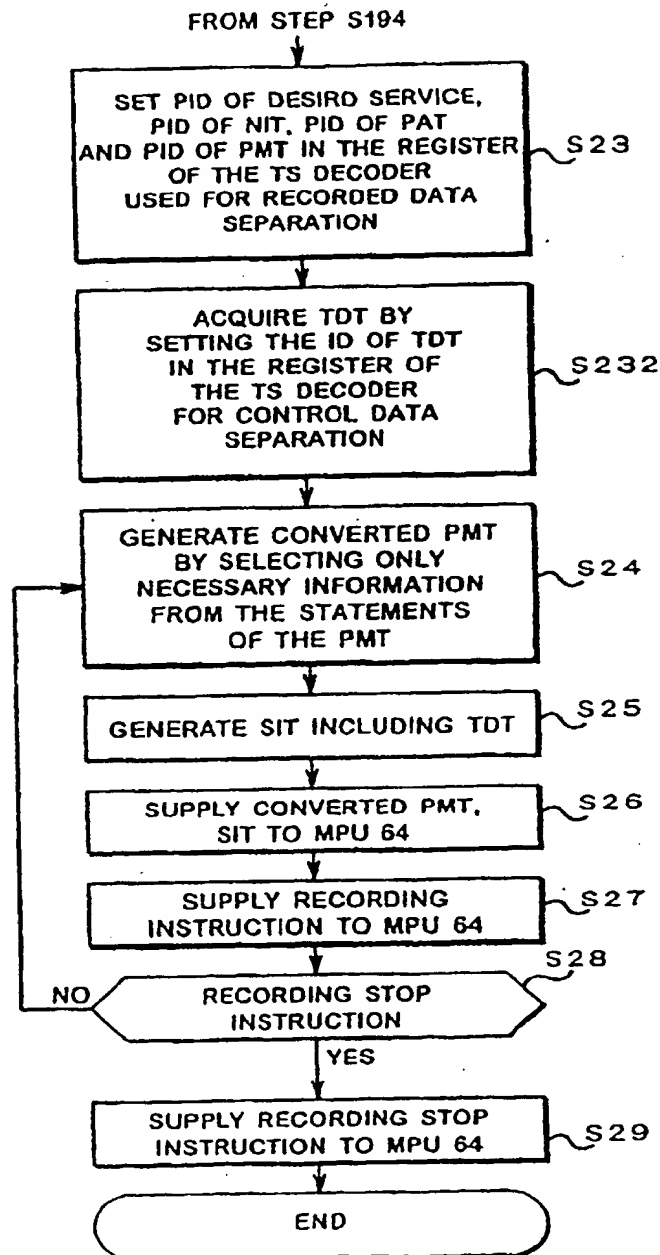 FROM STEP S194
SET PID OF DESIRD SERVICE,
PID OF NIT, PID OF PAT
AND PID OF PMT IN THE REGISTER
OF THE TS DECODER
USED FOR RECORDED DATA
SEPARATION
S23
ACQUIRE TDT BY
SETTING THE ID OF TDT
IN THE REGISTER OF
THE TS DECODER
FOR CONTROL DATA
SEPARATION
S232
GENERATE CONVERTED PMT
BY SELECTING ONLY
NECESSARY INFORMATION
FROM THE STATEMENTS
OF THE PMT
S24
GENERATE SIT INCLUDING TDT
S25
SUPPLY CONVERTED PMT,
SIT TO MPU 64
S26
SUPPLY RECORDING
INSTRUCTION TO MPU 64
S27
S28
NO
RECORDING STOP
INSTRUCTION
YES
SUPPLY RECORDING STOP
INSTRUCTION TO MPU 64
S29
END